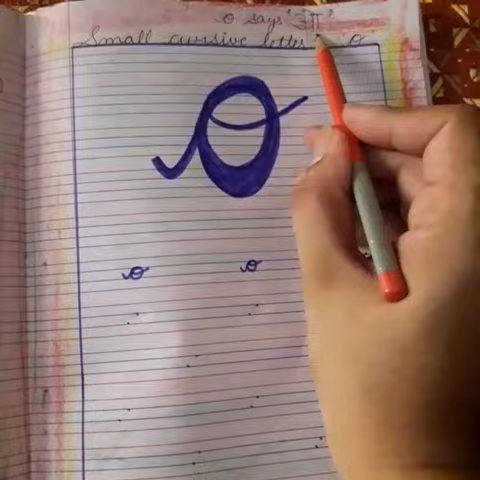 o says 'ऑ'
Small cursive letter o
o
o o